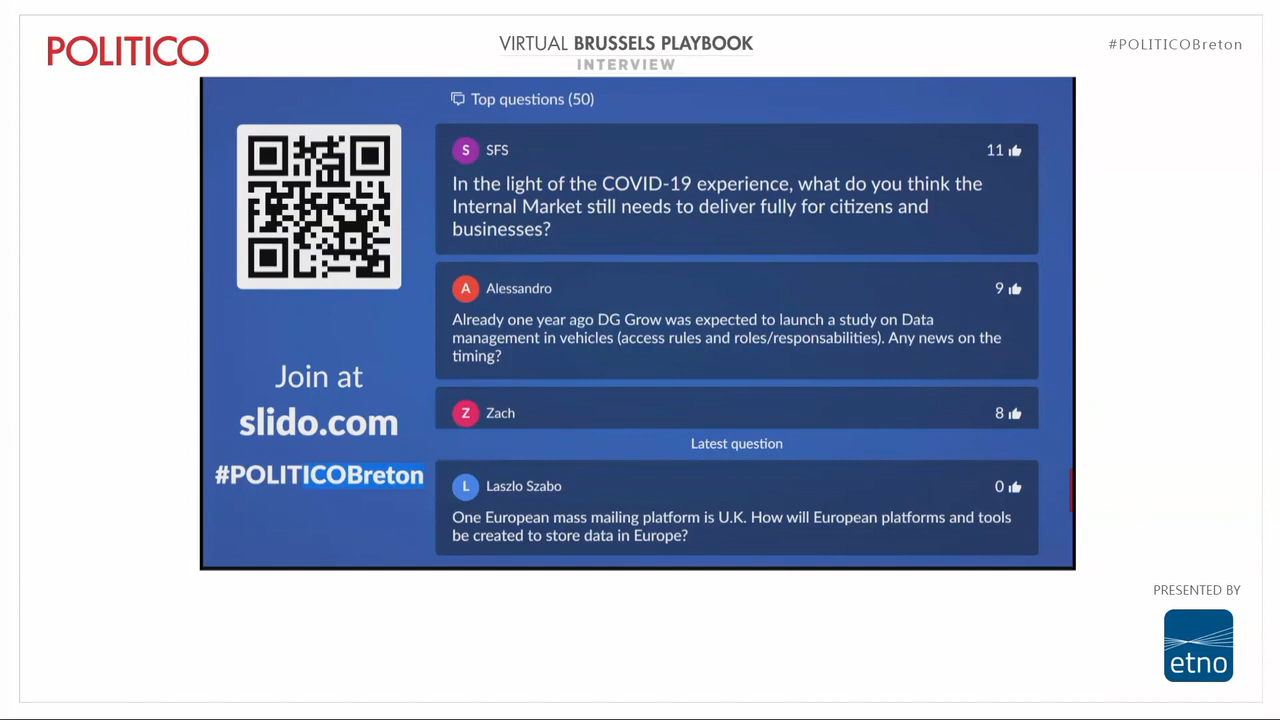 POLITICO
VIRTUAL BRUSSELS PLAYBOOK
INTERVIEW
#POLITICOBreton
Top questions (50)
S SFS 11
In the light of the COVID-19 experience, what do you think the
Internal Market still needs to deliver fully for citizens and
businesses?
A Alessandro 9
Already one year ago DG Grow was expected to launch a study on Data
management in vehicles (access rules and roles/responsabilities). Any news on the
timing?
Z Zach 8
Latest question
L Laszlo Szabo 0
One European mass mailing platform is U.K. How will European platforms and tools
be created to store data in Europe?
Join at
slido.com
#POLITICOBreton
PRESENTED BY
etno